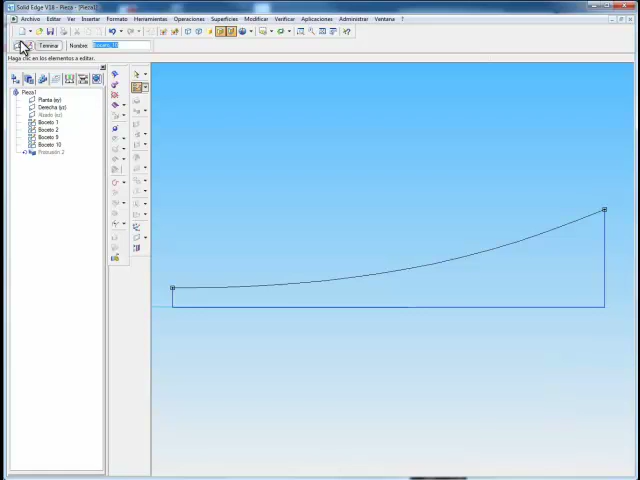 Solid Edge V18 - Pieza - [Pieza1]
Archivo Editar Ver Insertar Formato Herramientas Operaciones Superficies Modificar Verificar Aplicaciones Administrar Ventana ?
Terminar Nombre: Boceto_10
Haga clic en los elementos a editar.
Pieza1
Planta (xy)
Derecha (yz)
Alzado (xz)
Boceto 1
Boceto 2
Boceto 9
Boceto 10
Protrusión 2